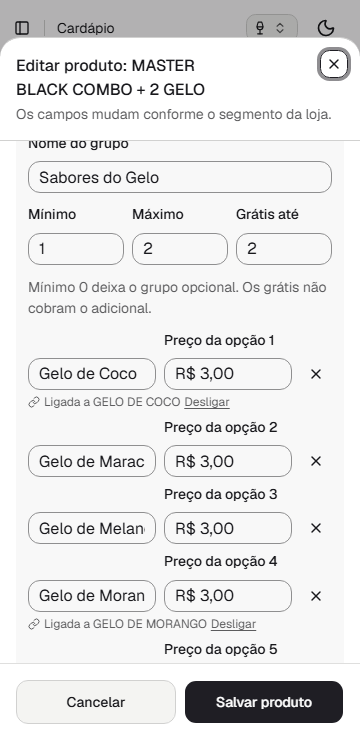 Cardápio
Editar produto: MASTER
BLACK COMBO + 2 GELO
Os campos mudam conforme o segmento da loja.
Nome do grupo
Sabores do Gelo
Mínimo Máximo Grátis até
1 2 2
Mínimo 0 deixa o grupo opcional. Os grátis não
cobram o adicional.
Preço da opção 1
Gelo de Coco R$ 3,00
Ligada a GELO DE COCO Desligar
Preço da opção 2
Gelo de Marac R$ 3,00
Preço da opção 3
Gelo de Melan R$ 3,00
Preço da opção 4
Gelo de Moran R$ 3,00
Ligada a GELO DE MORANGO Desligar
Preço da opção 5
Cancelar Salvar produto